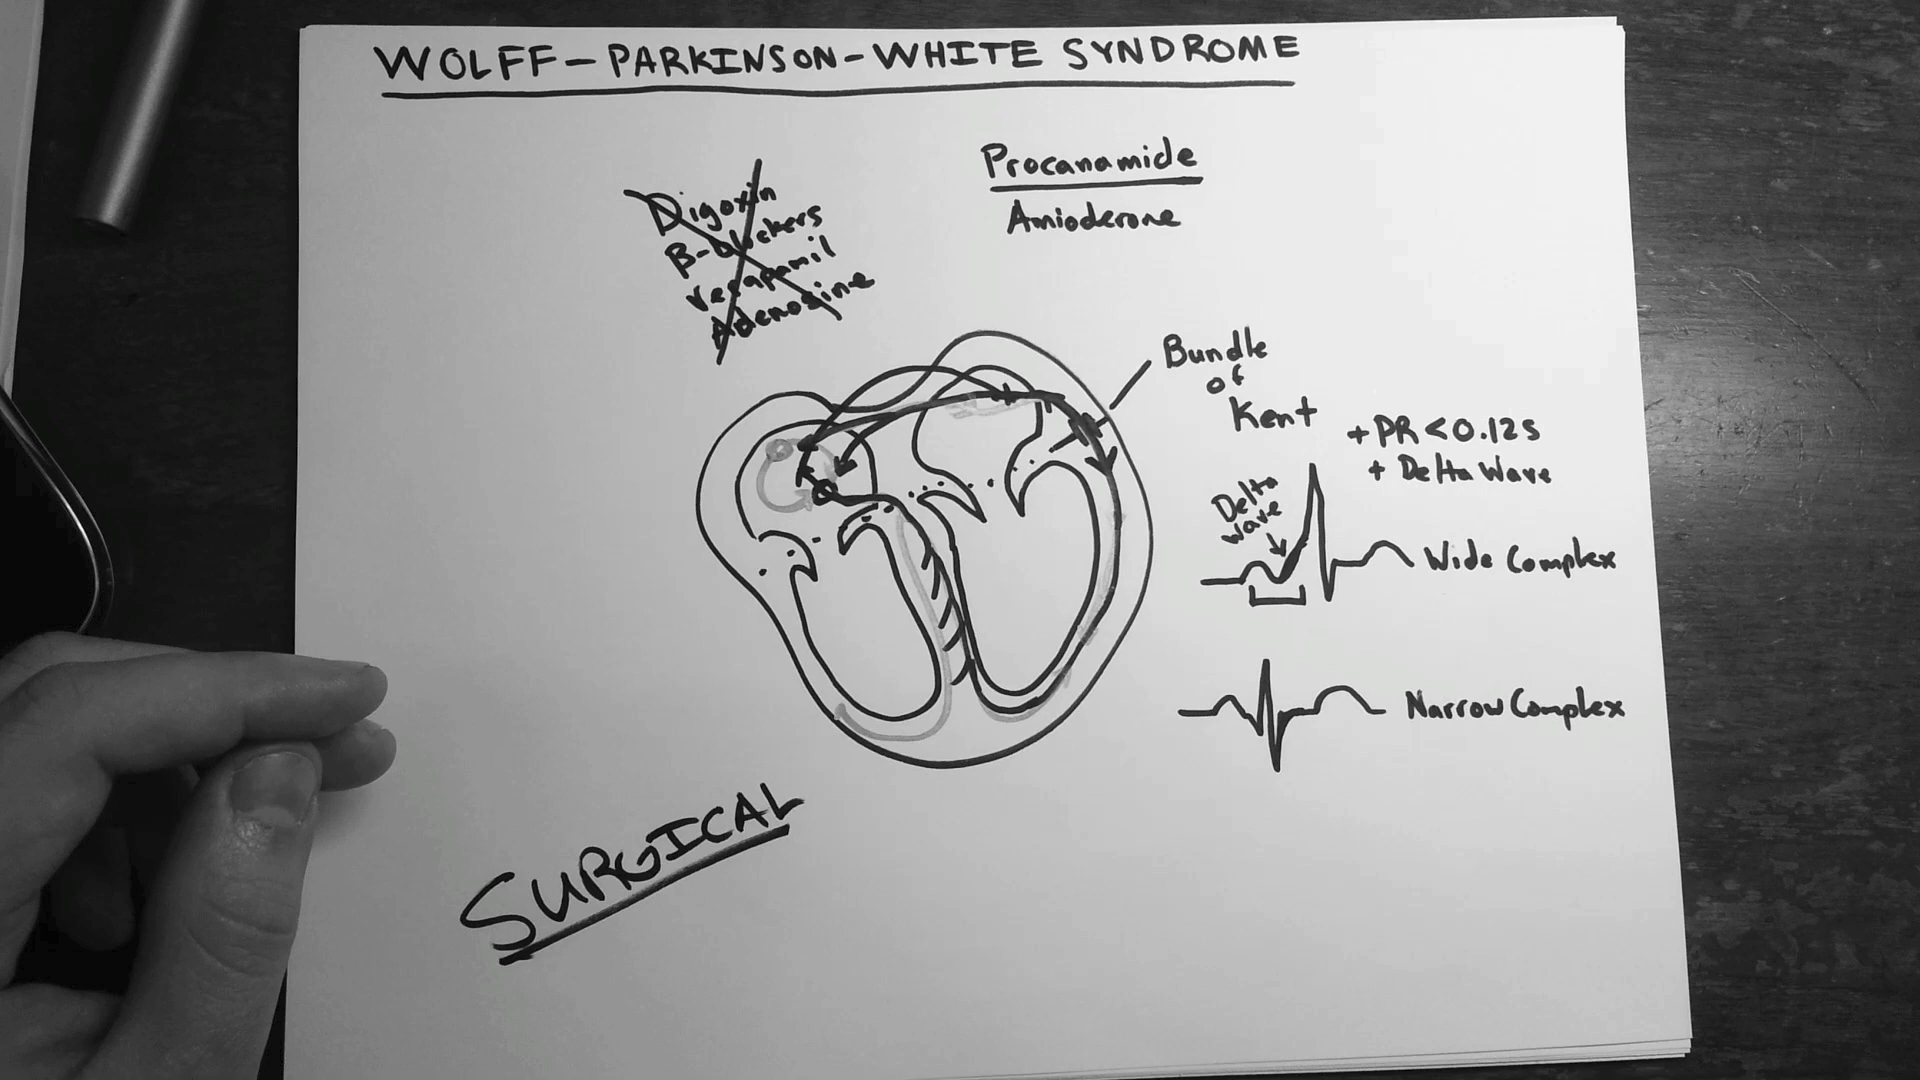 WOLFF-PARKINSON-WHITE SYNDROME
Procanamide
Amioderone
Digoxin
B-blockers
Verapamil
Adenosine
Bundle
of
Kent
+PR<0.12s
+ Delta Wave
Delta
wave
Wide Complex
Narrow Complex
SURGICAL